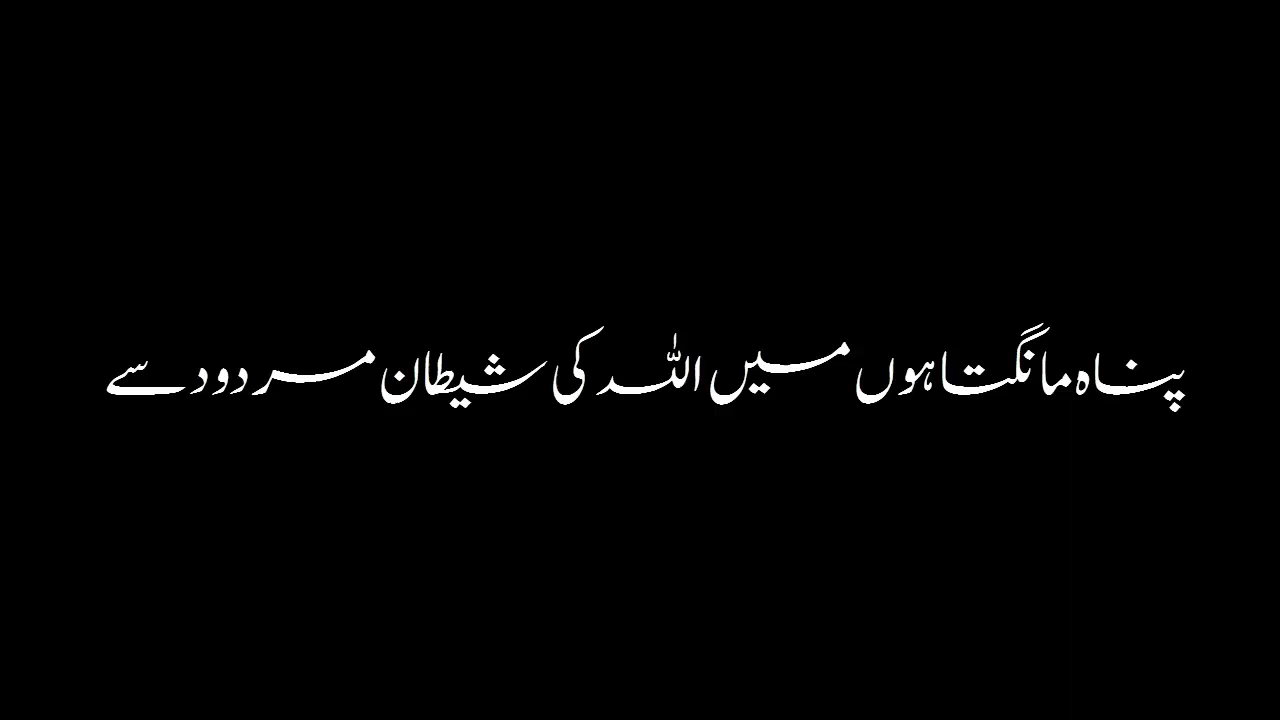 پناہ مانگتا ہوں میں اللہ کی شیطان مردود سے